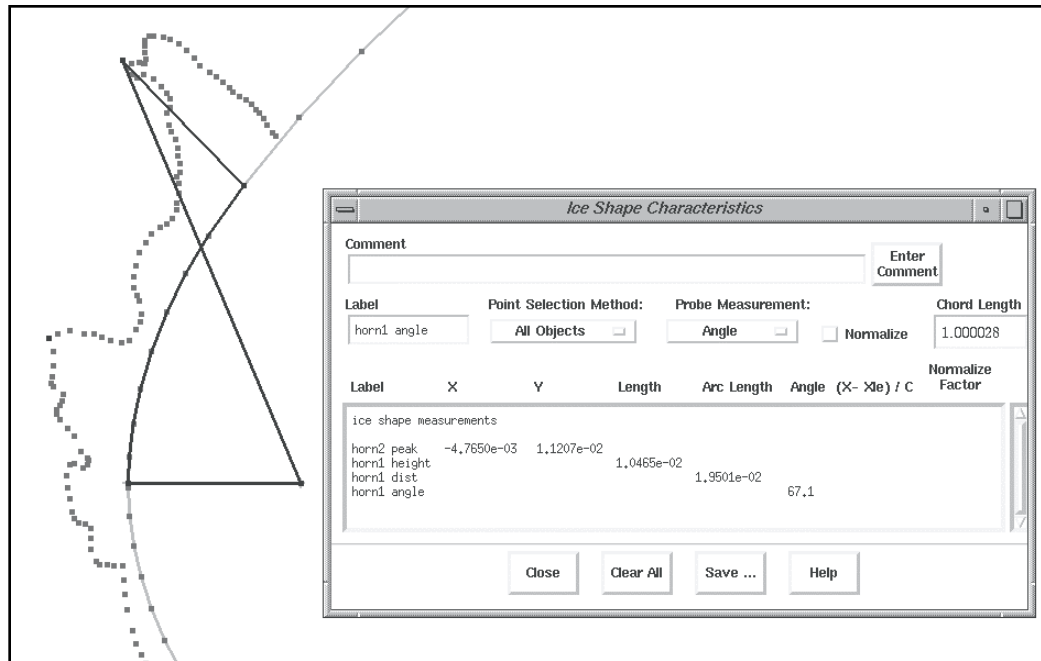 Ice Shape Characteristics
Comment
Enter
Comment
Label Point Selection Method: Probe Measurement: Chord Length
horn1 angle All Objects Angle Normalize 1.000028
Normalize
Label X Y Length Arc Length Angle (X- Xle) / C Factor
ice shape measurements
horn2 peak -4.7650e-03 1.1207e-02
horn1 height 1.0465e-02
horn1 dist 1.9501e-02
horn1 angle 67.1
Close Clear All Save ... Help